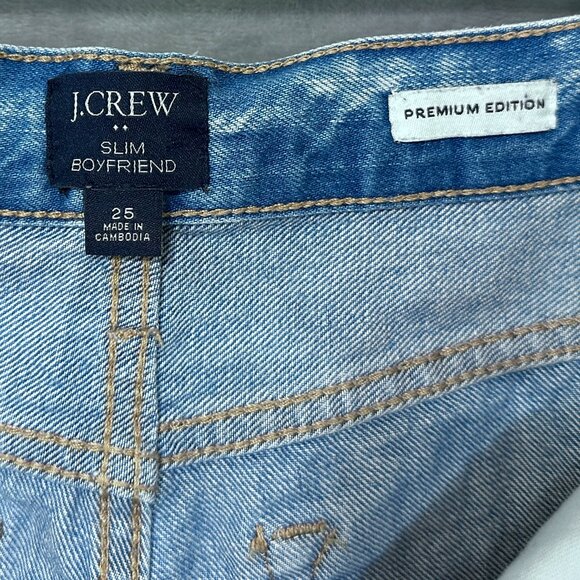 J.CREW
SLIM
BOYFRIEND
25
MADE IN
CAMBODIA
PREMIUM EDITION